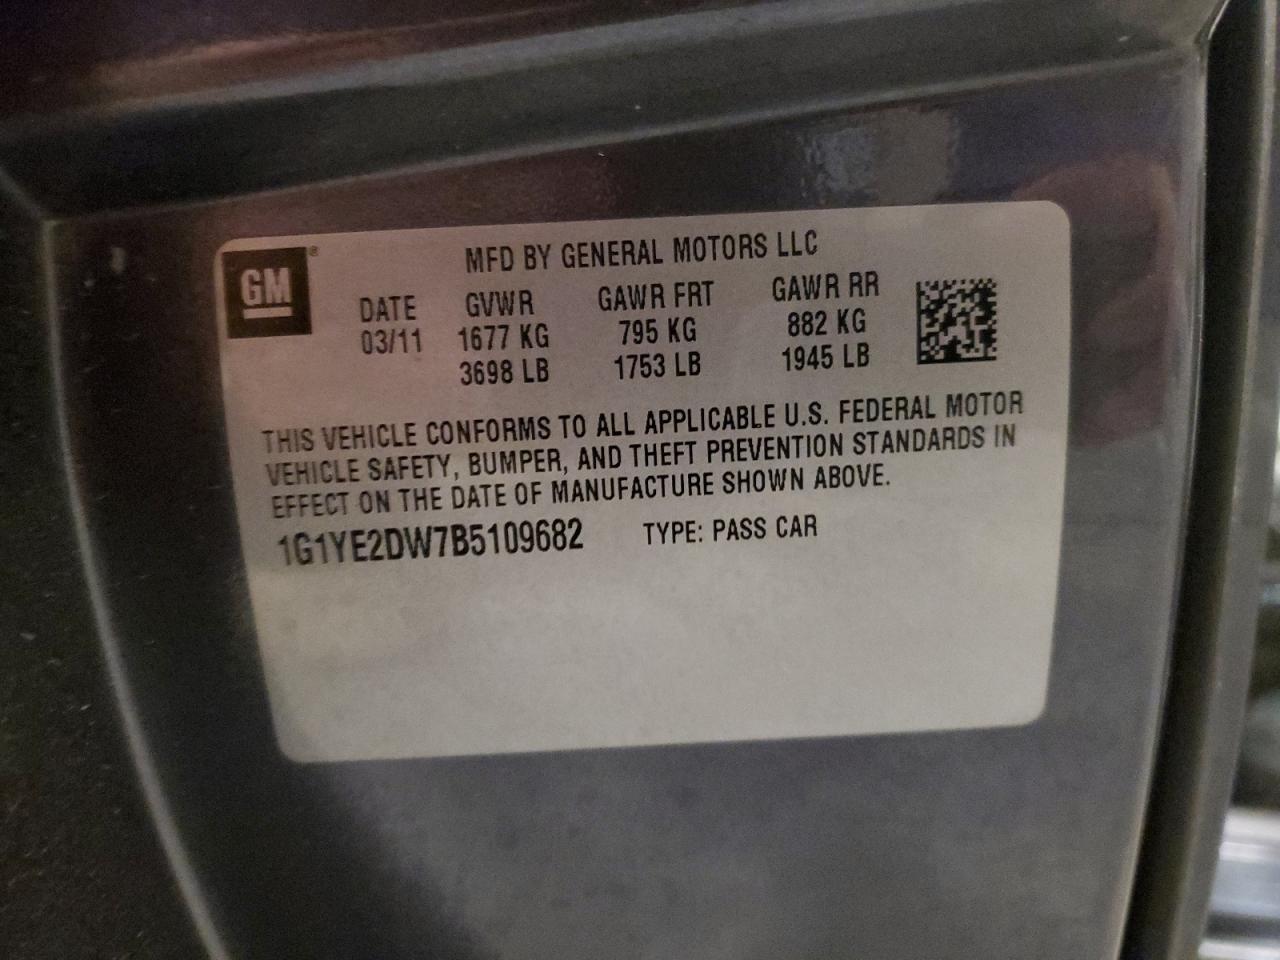 GM®
MFD BY GENERAL MOTORS LLC
DATE GVWR GAWR FRT GAWR RR
03/11 1677 KG 795 KG 882 KG
3698 LB 1753 LB 1945 LB
THIS VEHICLE CONFORMS TO ALL APPLICABLE U.S. FEDERAL MOTOR
VEHICLE SAFETY, BUMPER, AND THEFT PREVENTION STANDARDS IN
EFFECT ON THE DATE OF MANUFACTURE SHOWN ABOVE.
1G1YE2DW7B5109682 TYPE: PASS CAR